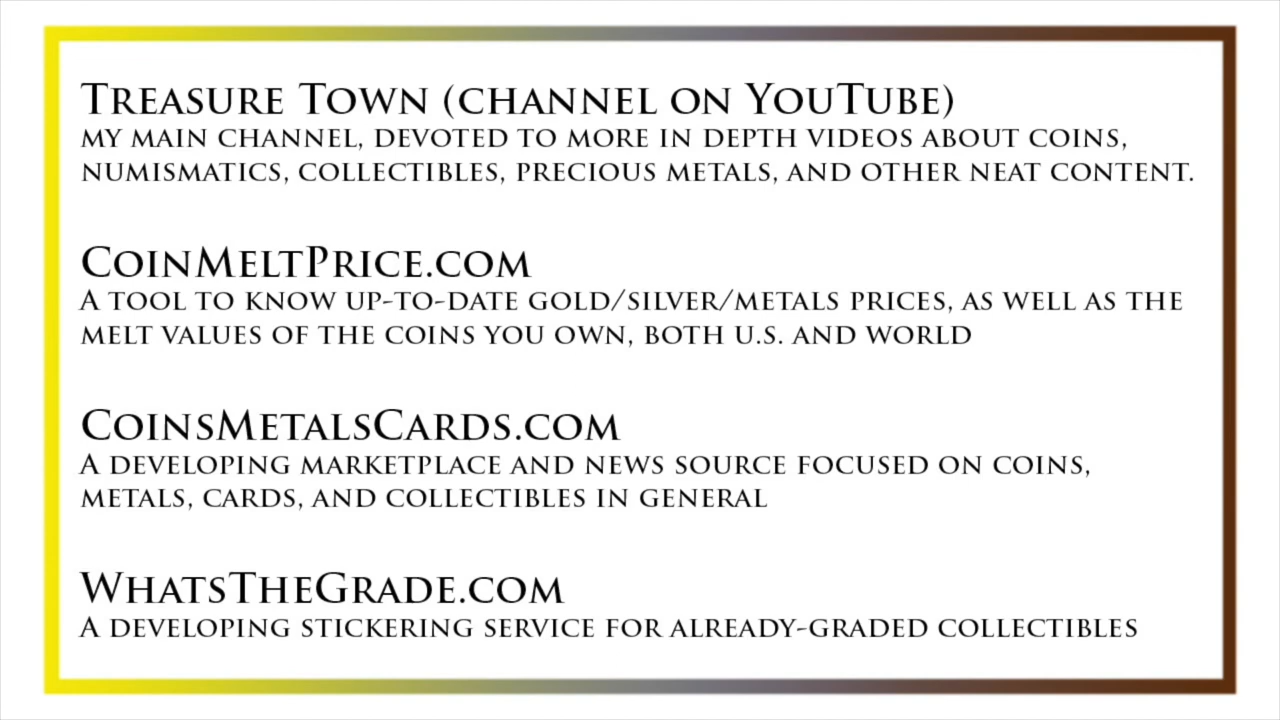 Treasure Town (channel on YouTube)
my main channel, devoted to more in depth videos about coins,
numismatics, collectibles, precious metals, and other neat content.
CoinMeltPrice.com
A tool to know up-to-date gold/silver/metals prices, as well as the
melt values of the coins you own, both u.s. and world
CoinsMetalsCards.com
A developing marketplace and news source focused on coins,
metals, cards, and collectibles in general
WhatsTheGrade.com
A developing stickering service for already-graded collectibles